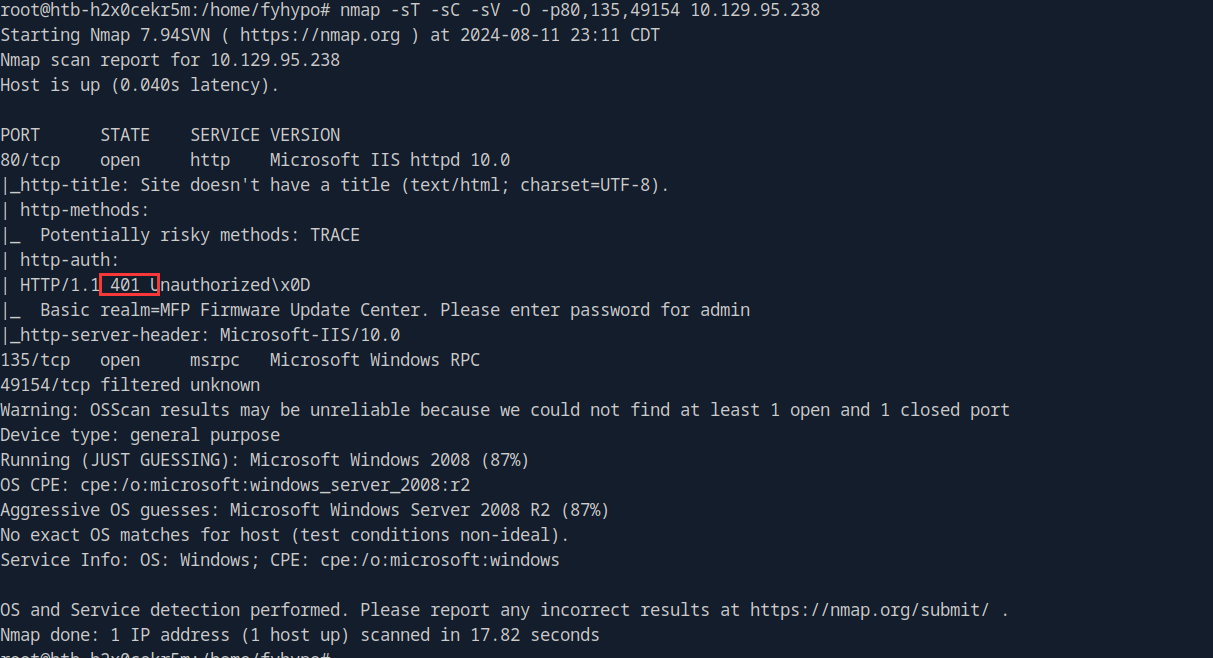 root@htb-h2x0cekr5m:/home/fyhypo# nmap -sT -sC -sV -O -p80,135,49154 10.129.95.238
Starting Nmap 7.94SVN ( https://nmap.org ) at 2024-08-11 23:11 CDT
Nmap scan report for 10.129.95.238
Host is up (0.040s latency).
PORT      STATE    SERVICE VERSION
80/tcp    open     http    Microsoft IIS httpd 10.0
|_http-title: Site doesn't have a title (text/html; charset=UTF-8).
| http-methods:
|_  Potentially risky methods: TRACE
| http-auth:
| HTTP/1.1 401 Unauthorized\x0D
|_  Basic realm=MFP Firmware Update Center. Please enter password for admin
|_http-server-header: Microsoft-IIS/10.0
135/tcp   open     msrpc   Microsoft Windows RPC
49154/tcp filtered unknown
Warning: OSScan results may be unreliable because we could not find at least 1 open and 1 closed port
Device type: general purpose
Running (JUST GUESSING): Microsoft Windows 2008 (87%)
OS CPE: cpe:/o:microsoft:windows_server_2008:r2
Aggressive OS guesses: Microsoft Windows Server 2008 R2 (87%)
No exact OS matches for host (test conditions non-ideal).
Service Info: OS: Windows; CPE: cpe:/o:microsoft:windows
OS and Service detection performed. Please report any incorrect results at https://nmap.org/submit/ .
Nmap done: 1 IP address (1 host up) scanned in 17.82 seconds
root@htb-h2x0cekr5m:/home/fyhypo#